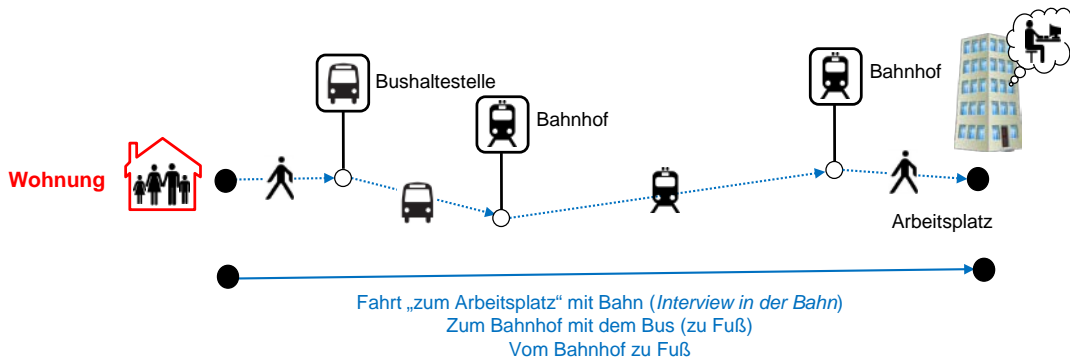 Bushaltestelle
Bahnhof
Bahnhof
Wohnung
Arbeitsplatz
Fahrt „zum Arbeitsplatz“ mit Bahn (Interview in der Bahn)
Zum Bahnhof mit dem Bus (zu Fuß)
Vom Bahnhof zu Fuß